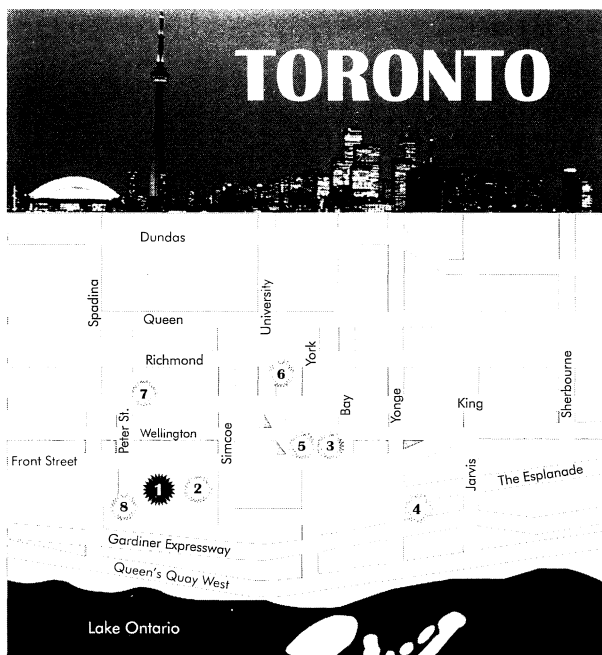 TORONTO
Dundas
Spadina
University
Queen
York
Richmond
Sherbourne
6
7
Bay
Yonge
King
Peter St.
Wellington
Simcoe
5
3
Front Street
Jarvis
The Esplanade
1
2
8
4
Gardiner Expressway
Queen's Quay West
Lake Ontario